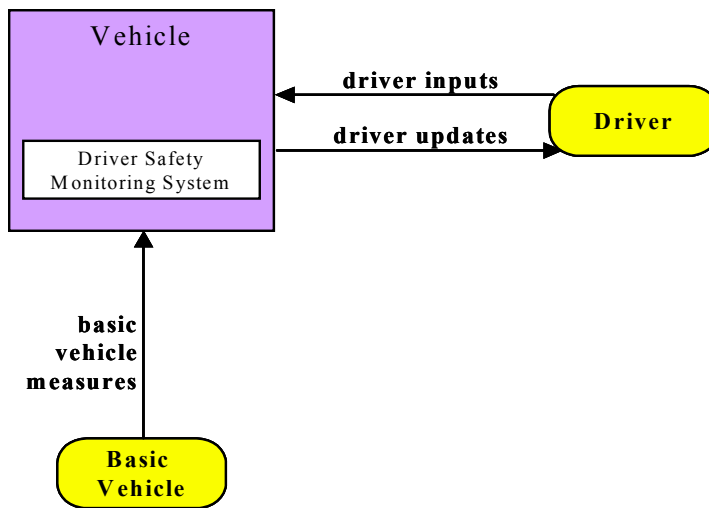 Vehicle
driver inputs
Driver
driver updates
Driver Safety
Monitoring System
basic
vehicle
measures
Basic
Vehicle